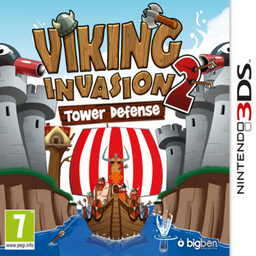 VIKING
INVASION 2
TOWER DEFENSE
NINTENDO 3DS
7
www.pegi.info
bigben